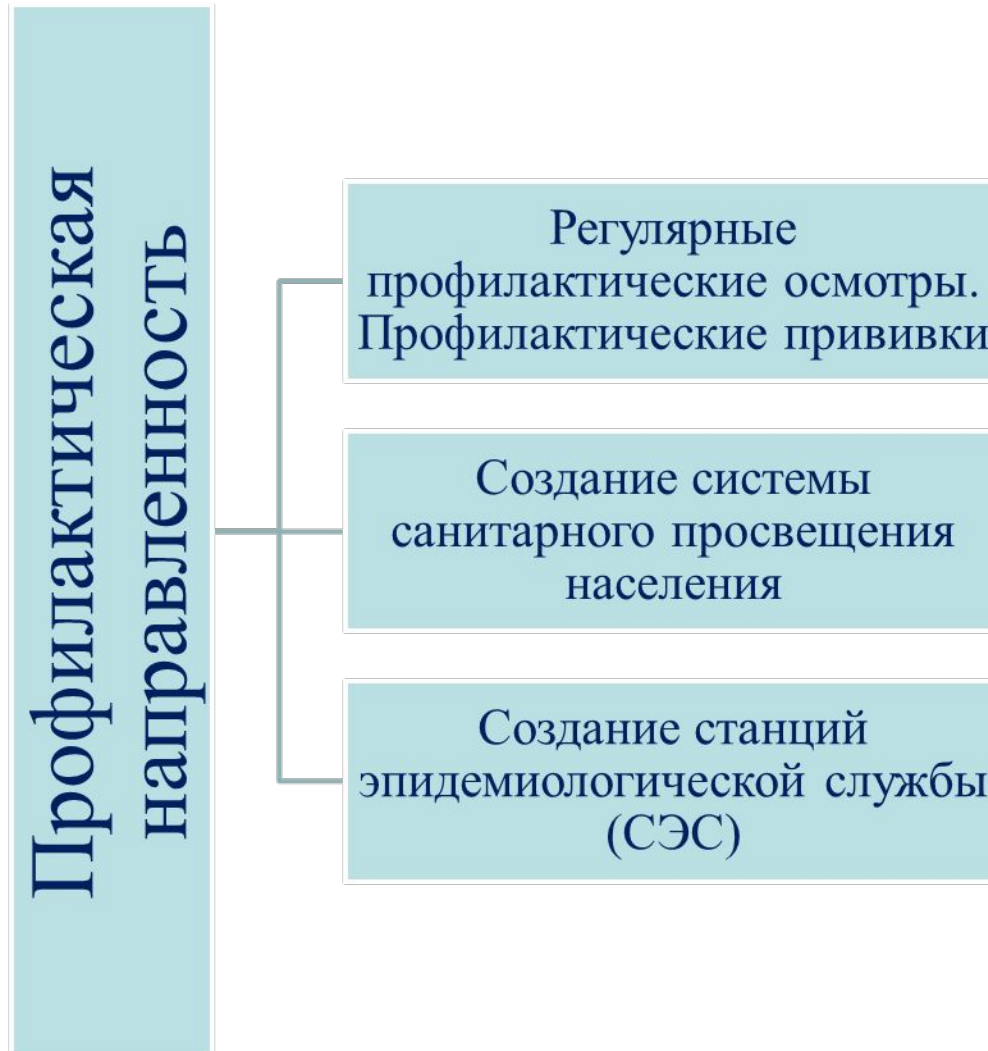 Профилактическая
направленность
Регулярные
профилактические осмотры.
Профилактические прививки
Создание системы
санитарного просвещения
населения
Создание станций
эпидемиологической службы
(СЭС)